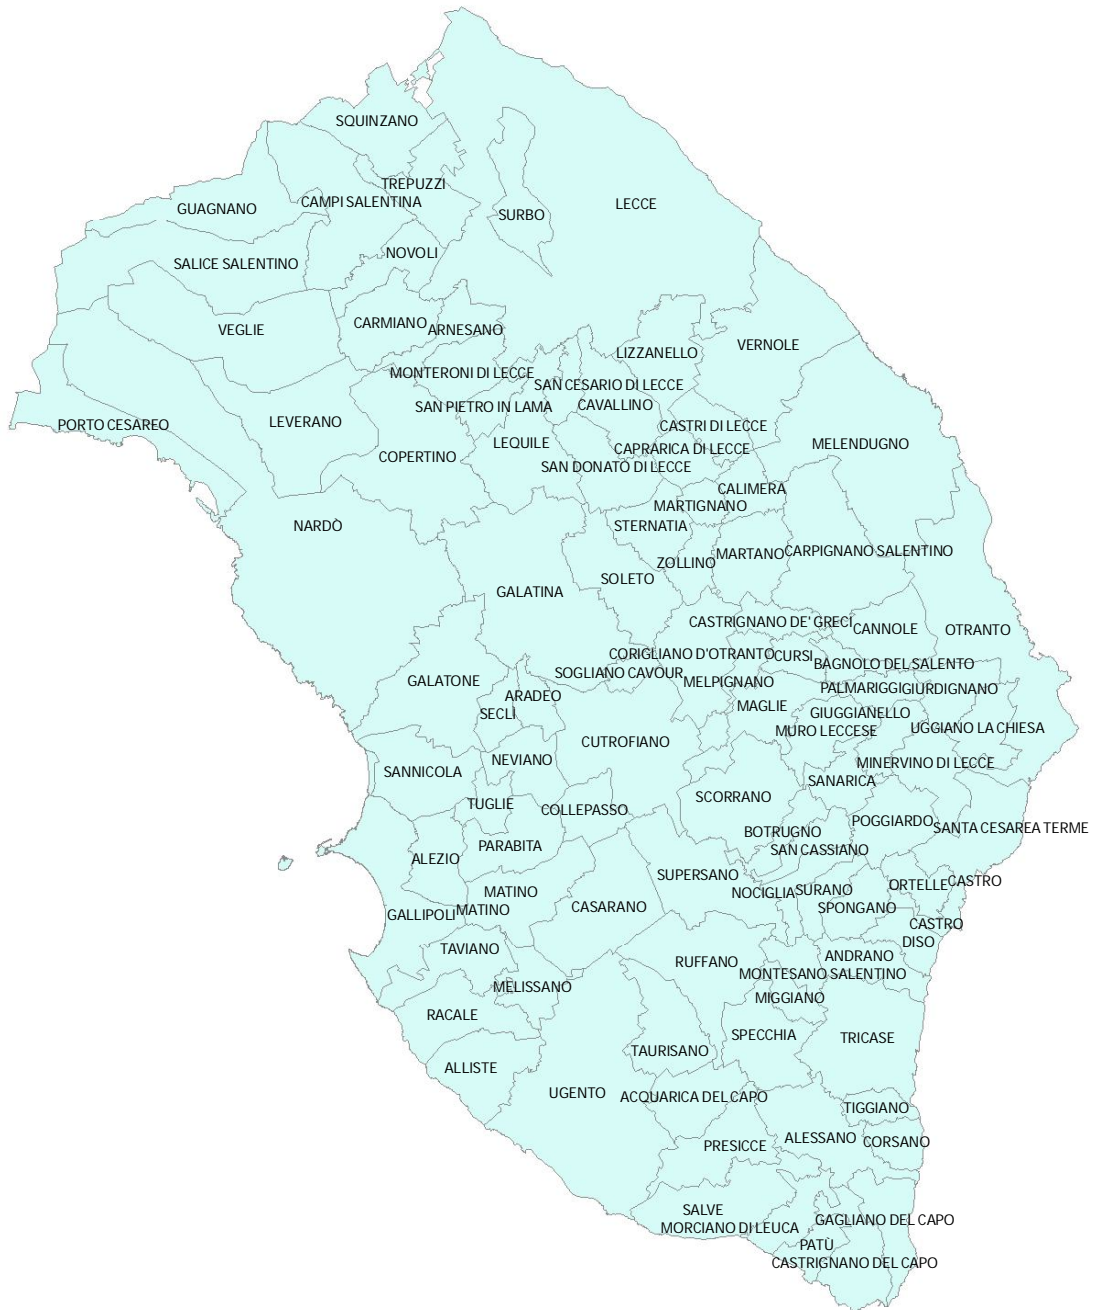 SQUINZANO
TREPUZZI
CAMPI SALENTINA
LECCE
GUAGNANO
SURBO
NOVOLI
SALICE SALENTINO
CARMIANO
VEGLIE
ARNESANO
VERNOLE
LIZZANELLO
MONTERONI DI LECCE
SAN CESARIO DI LECCE
SAN PIETRO IN LAMA
CAVALLINO
LEVERANO
PORTO CESAREO
CASTRI DI LECCE
LEQUILE
MELENDUGNO
CAPRARICA DI LECCE
COPERTINO
SAN DONATO DI LECCE
CALIMERA
MARTIGNANO
NARDÒ
STERNATIA
MARTANO
CARPIGNANO SALENTINO
ZOLLINO
SOLETO
GALATINA
CASTRIGNANO DE' GRECI
CANNOLE
OTRANTO
CORIGLIANO D'OTRANTO
CURSI
BAGNOLO DEL SALENTO
SOGLIANO CAVOUR
GALATONE
MELPIGNANO
PALMARIGGI
GIURDIGNANO
ARADEO
MAGLIE
SECLÌ
GIUGGIANELLO
UGGIANO LA CHIESA
MURO LECCESE
CUTROFIANO
NEVIANO
MINERVINO DI LECCE
SANNICOLA
SANARICA
SCORRANO
TUGLIE
COLLEPASSO
POGGIARDO
SANTA CESAREA TERME
BOTRUGNO
PARABITA
SAN CASSIANO
ALEZIO
SUPERSANO
CASTRO
ORTELLE
MATINO
NOCIGLIA
SURANO
CASARANO
SPONGANO
MATINO
GALLIPOLI
CASTRO
DISO
TAVIANO
ANDRANO
RUFFANO
MONTESANO SALENTINO
MELISSANO
MIGGIANO
RACALE
SPECCHIA
TRICASE
TAURISANO
ALLISTE
UGENTO
ACQUARICA DEL CAPO
TIGGIANO
ALESSANO
CORSANO
PRESICCE
SALVE
GAGLIANO DEL CAPO
MORCIANO DI LEUCA
PATÙ
CASTRIGNANO DEL CAPO